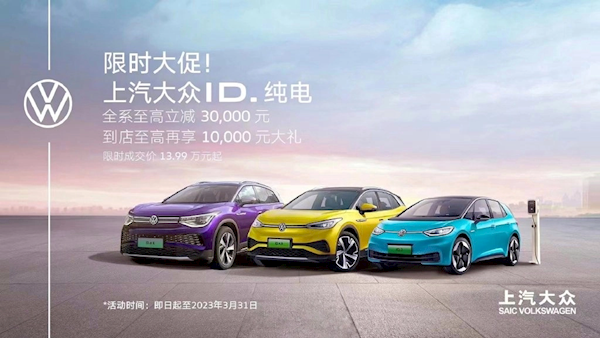 限时大促!
上汽大众ID.纯电
全系至高立减 30,000 元
到店至高再享 10,000 元大礼
限时成交价 13.99 万元起
*活动时间：即日起至2023年3月31日
上汽大众
SAIC VOLKSWAGEN